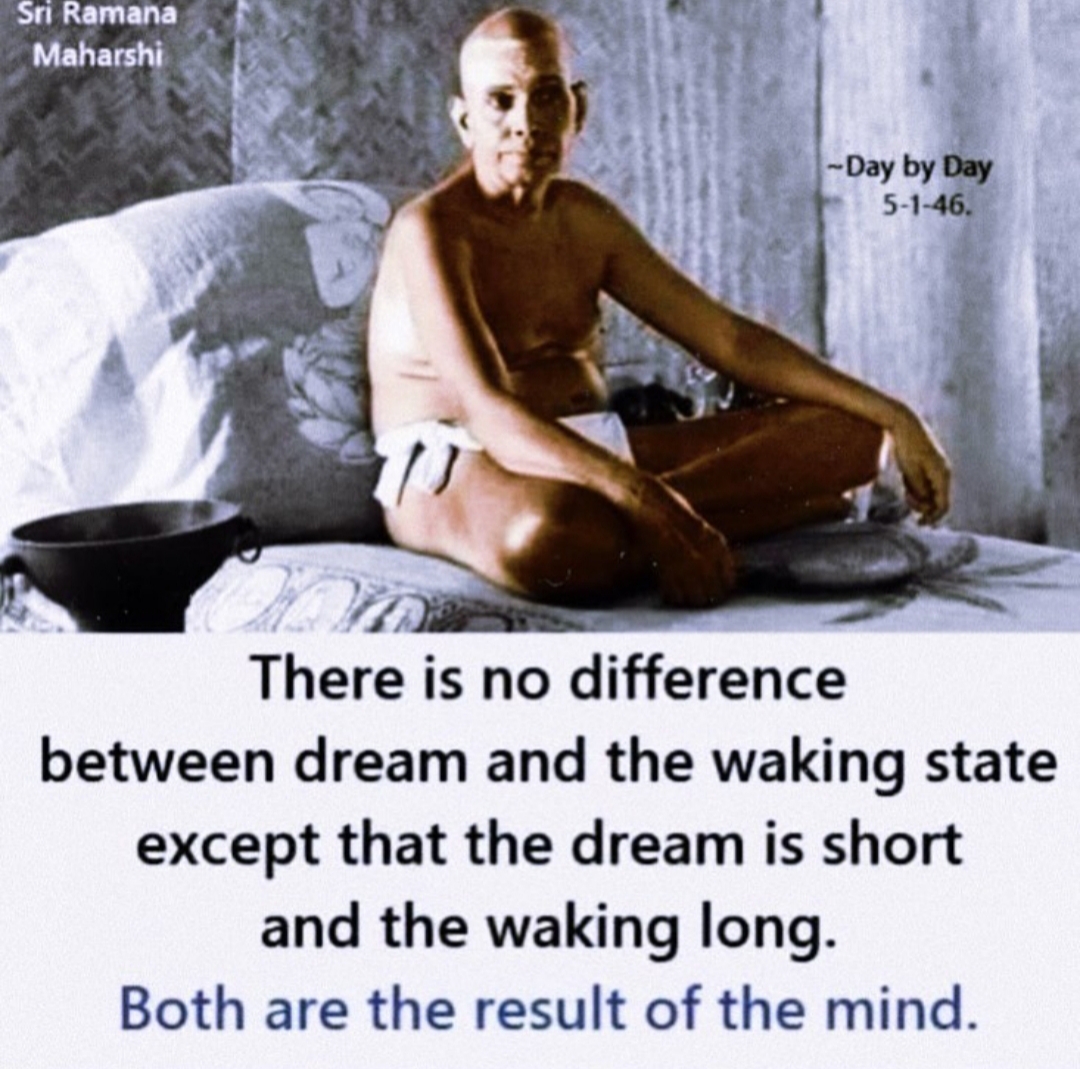 Sri Ramana
Maharshi
~Day by Day
5-1-46.
There is no difference
between dream and the waking state
except that the dream is short
and the waking long.
Both are the result of the mind.